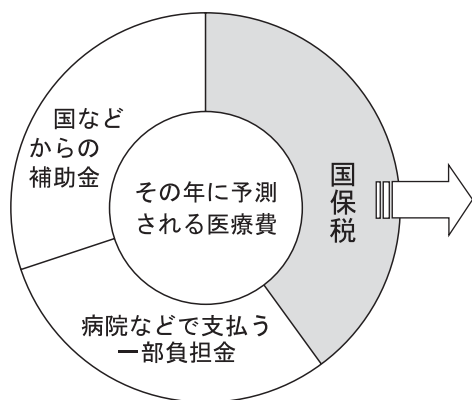 国など
からの
補助金
その年に予測
される医療費
国保税
病院などで支払う
一部負担金